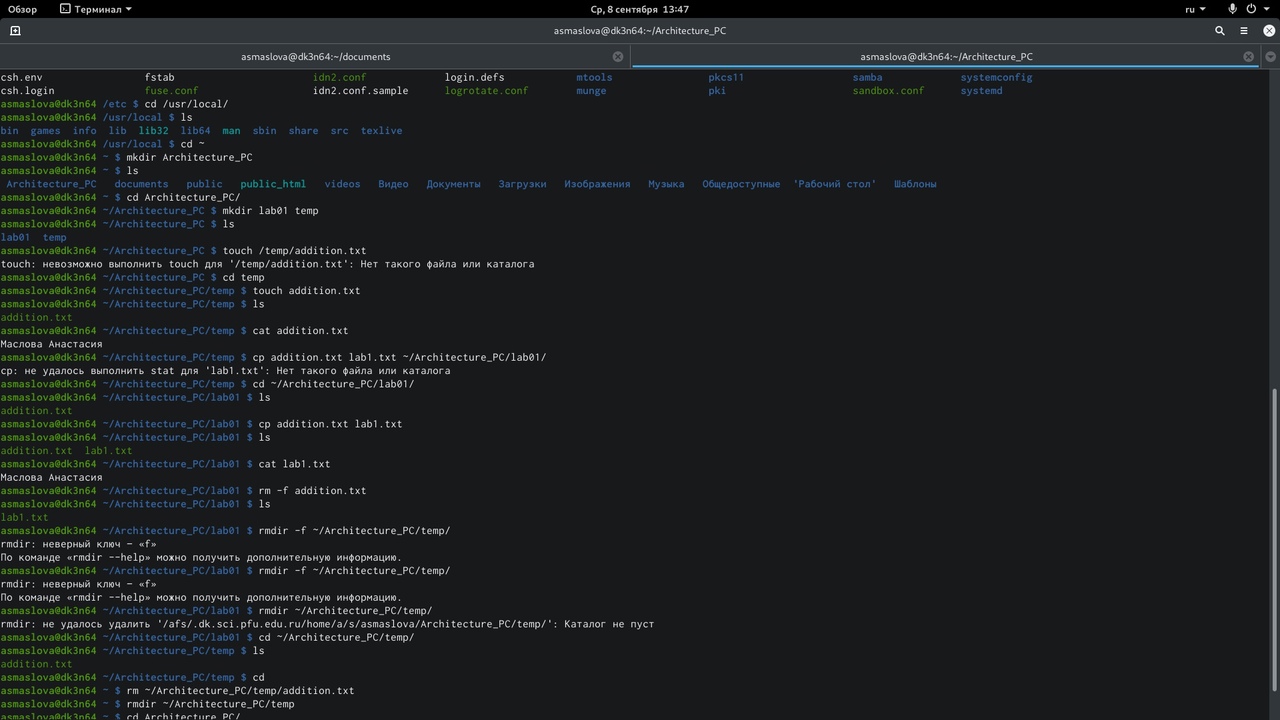 Обзор Терминал Ср, 8 сентября 13:47 ru
asmaslova@dk3n64:~/Architecture_PC
asmaslova@dk3n64:~/documents asmaslova@dk3n64:~/Architecture_PC
csh.env fstab idn2.conf login.defs mtools pkcs11 samba systemconfig
csh.login fuse.conf idn2.conf.sample logrotate.conf munge pki sandbox.conf systemd
asmaslova@dk3n64 /etc $ cd /usr/local/
asmaslova@dk3n64 /usr/local $ ls
bin games info lib lib32 lib64 man sbin share src texlive
asmaslova@dk3n64 /usr/local $ cd ~
asmaslova@dk3n64 ~ $ mkdir Architecture_PC
asmaslova@dk3n64 ~ $ ls
Architecture_PC documents public public_html videos Видео Документы Загрузки Изображения Музыка Общедоступные 'Рабочий стол' Шаблоны
asmaslova@dk3n64 ~ $ cd Architecture_PC/
asmaslova@dk3n64 ~/Architecture_PC $ mkdir lab01 temp
asmaslova@dk3n64 ~/Architecture_PC $ ls
lab01 temp
asmaslova@dk3n64 ~/Architecture_PC $ touch /temp/addition.txt
touch: невозможно выполнить touch для '/temp/addition.txt': Нет такого файла или каталога
asmaslova@dk3n64 ~/Architecture_PC $ cd temp
asmaslova@dk3n64 ~/Architecture_PC/temp $ touch addition.txt
asmaslova@dk3n64 ~/Architecture_PC/temp $ ls
addition.txt
asmaslova@dk3n64 ~/Architecture_PC/temp $ cat addition.txt
Маслова Анастасия
asmaslova@dk3n64 ~/Architecture_PC/temp $ cp addition.txt lab1.txt ~/Architecture_PC/lab01/
cp: не удалось выполнить stat для 'lab1.txt': Нет такого файла или каталога
asmaslova@dk3n64 ~/Architecture_PC/temp $ cd ~/Architecture_PC/lab01/
asmaslova@dk3n64 ~/Architecture_PC/lab01 $ ls
addition.txt
asmaslova@dk3n64 ~/Architecture_PC/lab01 $ cp addition.txt lab1.txt
asmaslova@dk3n64 ~/Architecture_PC/lab01 $ ls
addition.txt lab1.txt
asmaslova@dk3n64 ~/Architecture_PC/lab01 $ cat lab1.txt
Маслова Анастасия
asmaslova@dk3n64 ~/Architecture_PC/lab01 $ rm -f addition.txt
asmaslova@dk3n64 ~/Architecture_PC/lab01 $ ls
lab1.txt
asmaslova@dk3n64 ~/Architecture_PC/lab01 $ rmdir -f ~/Architecture_PC/temp/
rmdir: неверный ключ — «f»
По команде «rmdir --help» можно получить дополнительную информацию.
asmaslova@dk3n64 ~/Architecture_PC/lab01 $ rmdir -f ~/Architecture_PC/temp/
rmdir: неверный ключ — «f»
По команде «rmdir --help» можно получить дополнительную информацию.
asmaslova@dk3n64 ~/Architecture_PC/lab01 $ rmdir ~/Architecture_PC/temp/
rmdir: не удалось удалить '/afs/.dk.sci.pfu.edu.ru/home/a/s/asmaslova/Architecture_PC/temp/': Каталог не пуст
asmaslova@dk3n64 ~/Architecture_PC/lab01 $ cd ~/Architecture_PC/temp/
asmaslova@dk3n64 ~/Architecture_PC/temp $ ls
addition.txt
asmaslova@dk3n64 ~/Architecture_PC/temp $ cd
asmaslova@dk3n64 ~ $ rm ~/Architecture_PC/temp/addition.txt
asmaslova@dk3n64 ~ $ rmdir ~/Architecture_PC/temp
asmaslova@dk3n64 ~ $ cd Architecture_PC/